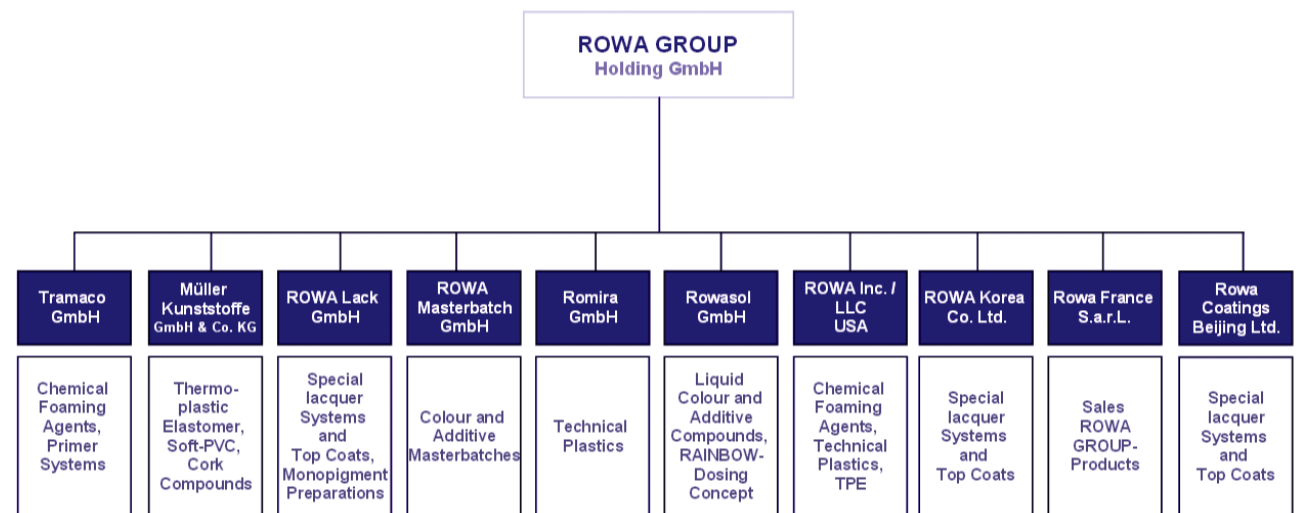 ROWA GROUP
Holding GmbH
Tramaco
GmbH
Müller
Kunststoffe
GmbH & Co. KG
ROWA Lack
GmbH
ROWA
Masterbatch
GmbH
Romira
GmbH
Rowasol
GmbH
ROWA Inc. /
LLC
USA
ROWA Korea
Co. Ltd.
Rowa France
S.a.r.L.
Rowa
Coatings
Beijing Ltd.
Chemical
Foaming
Agents,
Primer
Systems
Thermo-
plastic
Elastomer,
Soft-PVC,
Cork
Compounds
Special
lacquer
Systems
and
Top Coats,
Monopigment
Preparations
Colour and
Additive
Masterbatches
Technical
Plastics
Liquid
Colour and
Additive
Compounds,
RAINBOW-
Dosing
Concept
Chemical
Foaming
Agents,
Technical
Plastics,
TPE
Special
lacquer
Systems
and
Top Coats
Sales
ROWA
GROUP-
Products
Special
lacquer
Systems
and
Top Coats